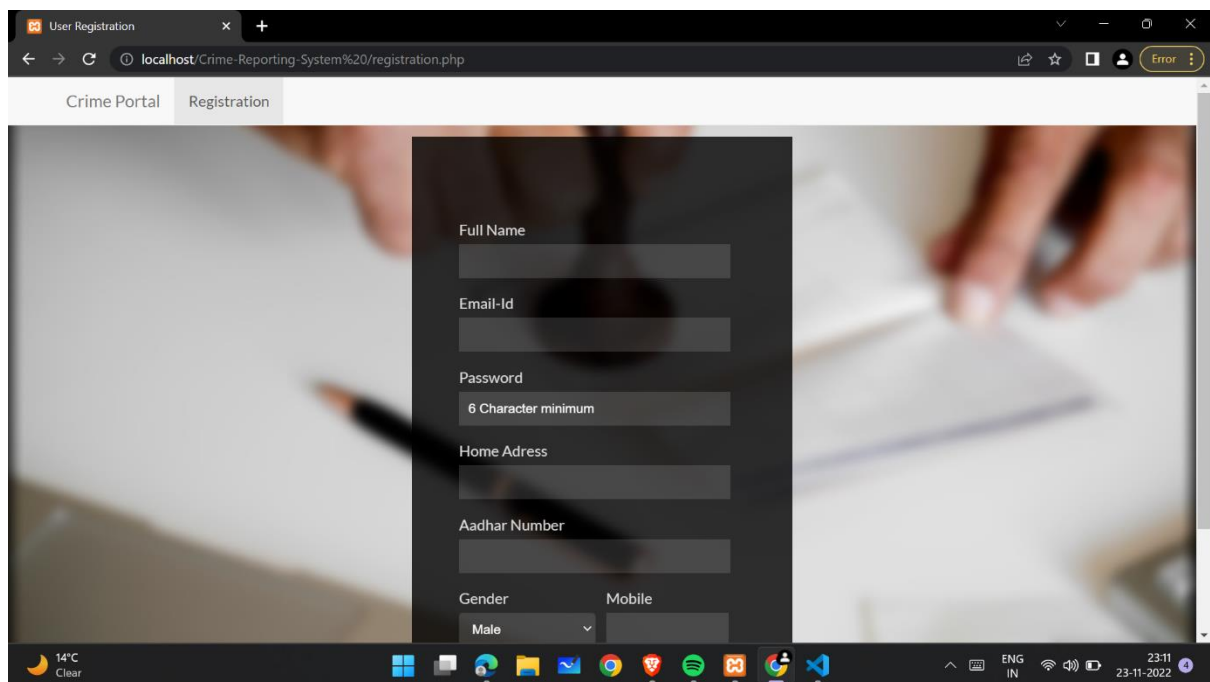 User Registration
localhost/Crime-Reporting-System%20/registration.php
Error
Crime Portal Registration
Full Name
Email-Id
Password
6 Character minimum
Home Adress
Aadhar Number
Gender Mobile
Male
14°C
Clear
ENG
IN
23:11
23-11-2022
4